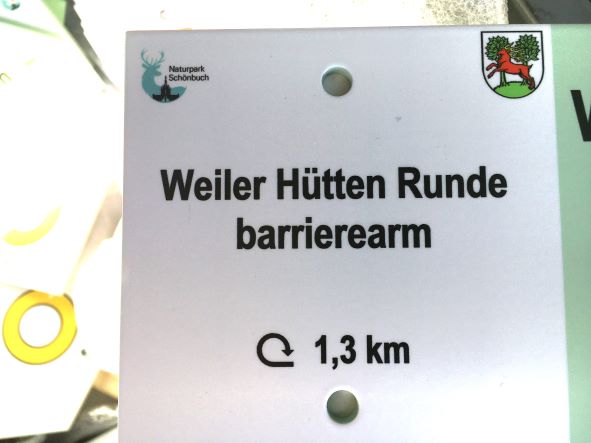 Naturpark
Schönbuch
Weiler Hütten Runde
barrierearm
1,3 km